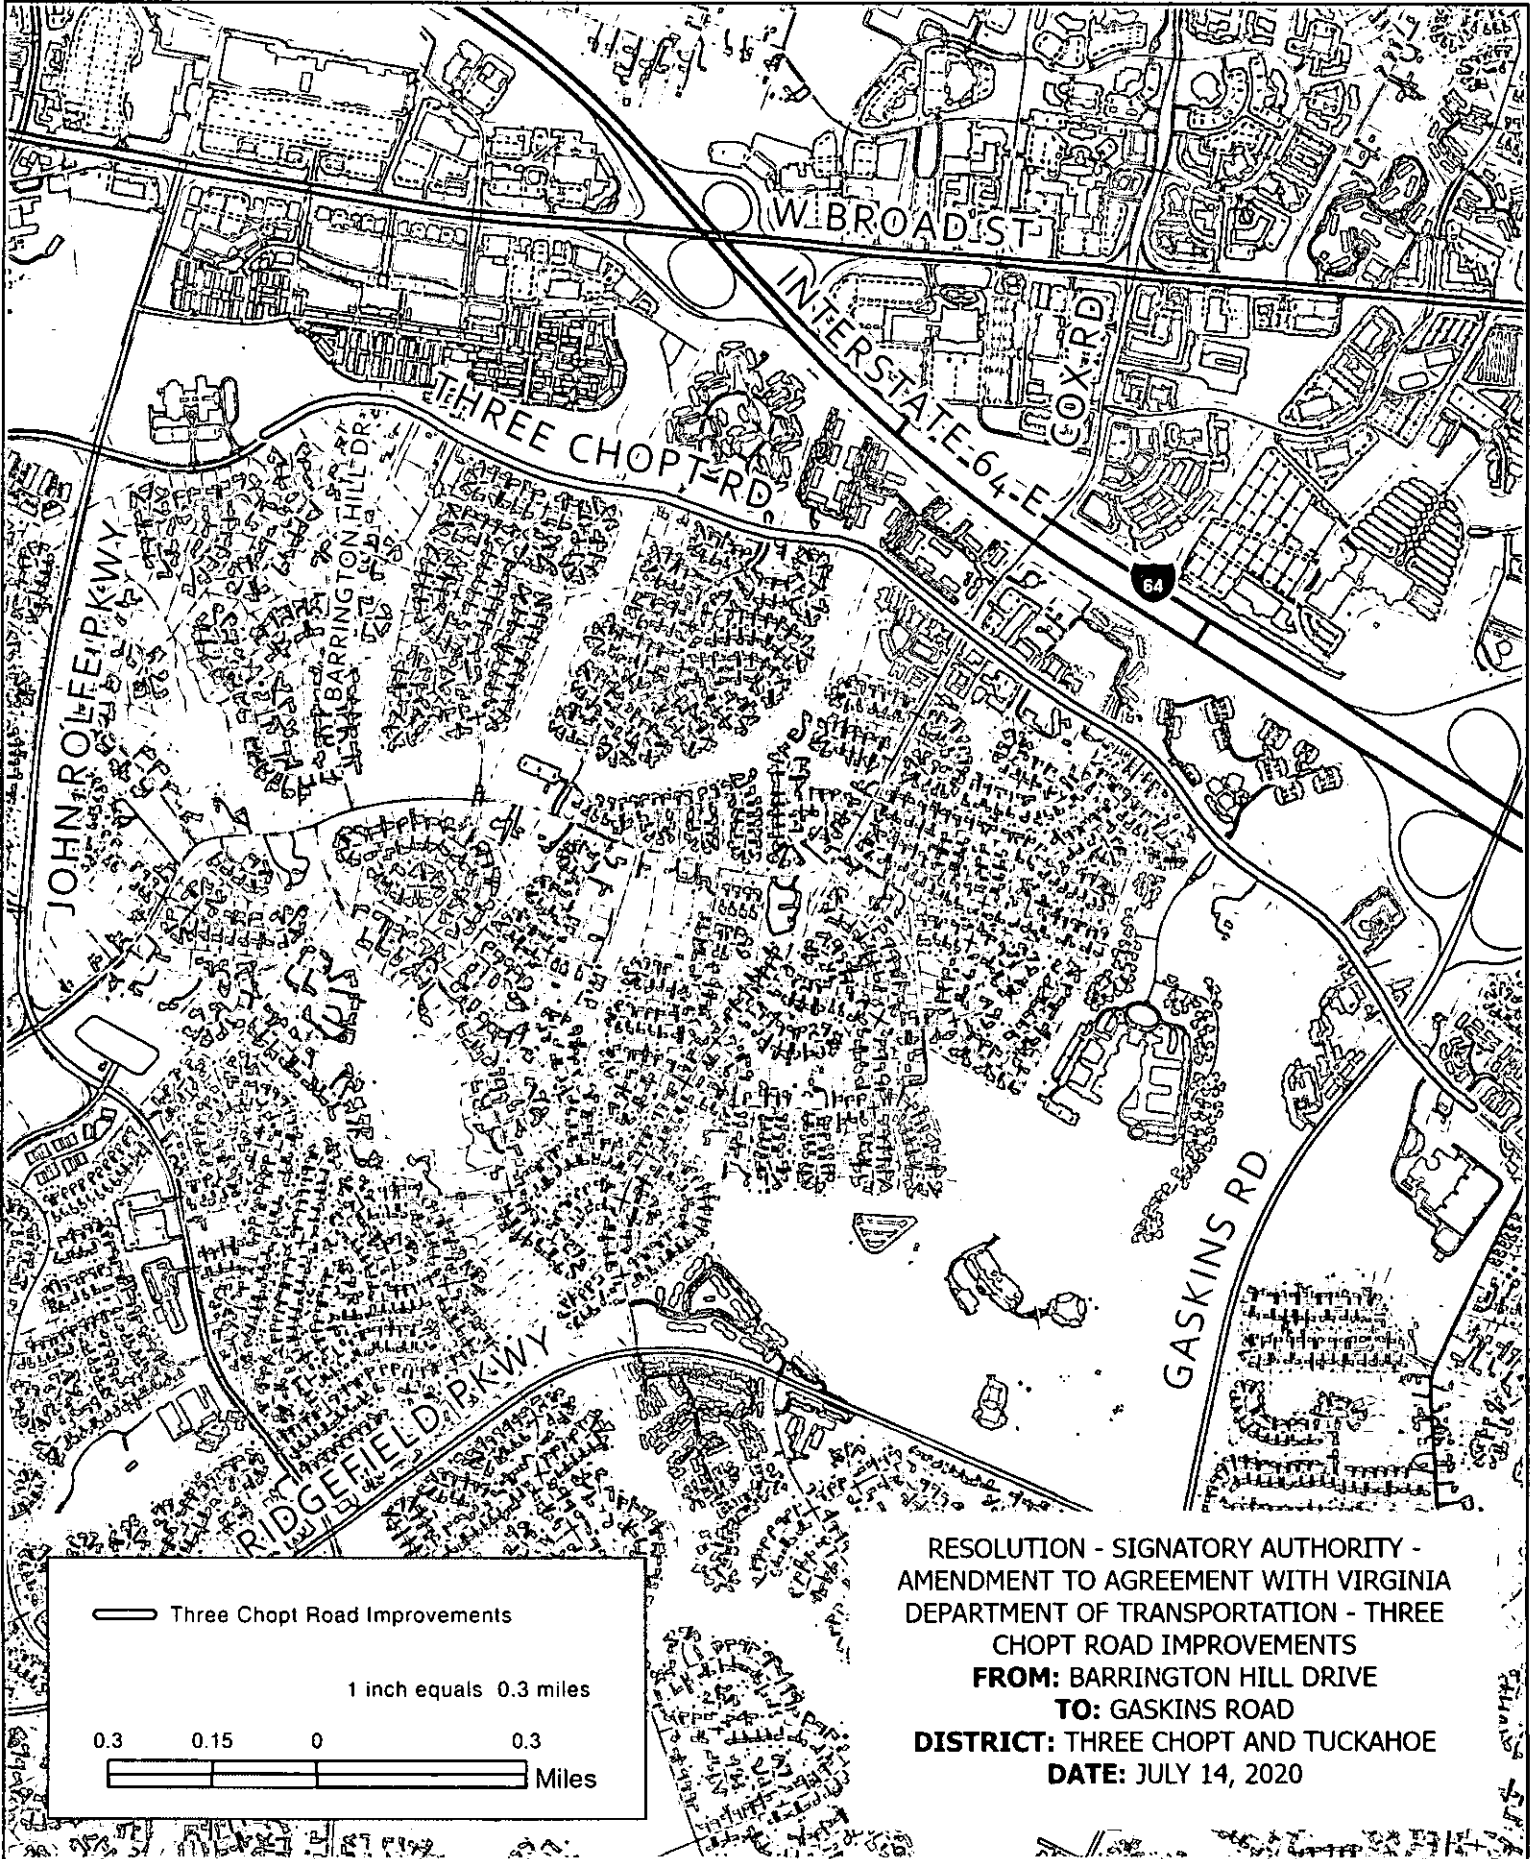 W BROAD ST
INTERSTATE 64 E
COX RD
THREE CHOPT RD
BARRINGTON HILL DR
64
JOHN ROLFE PKWY
GASKINS RD
RIDGEFIELD PKWY
Three Chopt Road Improvements
1 inch equals 0.3 miles
0.3 0.15 0 0.3
Miles
RESOLUTION - SIGNATORY AUTHORITY -
AMENDMENT TO AGREEMENT WITH VIRGINIA
DEPARTMENT OF TRANSPORTATION - THREE
CHOPT ROAD IMPROVEMENTS
FROM: BARRINGTON HILL DRIVE
TO: GASKINS ROAD
DISTRICT: THREE CHOPT AND TUCKAHOE
DATE: JULY 14, 2020